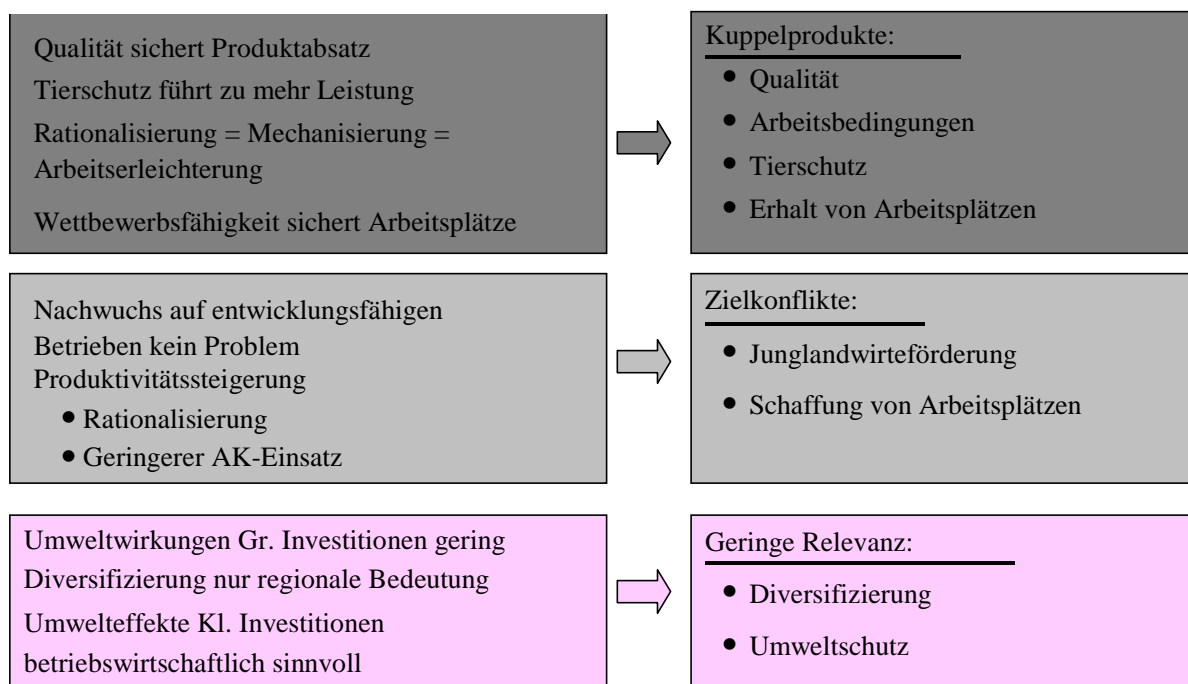 Qualität sichert Produktabsatz
Tierschutz führt zu mehr Leistung
Rationalisierung = Mechanisierung =
Arbeitserleichterung
Wettbewerbsfähigkeit sichert Arbeitsplätze
Kuppelprodukte:
• Qualität
• Arbeitsbedingungen
• Tierschutz
• Erhalt von Arbeitsplätzen
Nachwuchs auf entwicklungsfähigen
Betrieben kein Problem
Produktivitätssteigerung
• Rationalisierung
• Geringerer AK-Einsatz
Zielkonflikte:
• Junglandwirteförderung
• Schaffung von Arbeitsplätzen
Umweltwirkungen Gr. Investitionen gering
Diversifizierung nur regionale Bedeutung
Umwelteffekte Kl. Investitionen
betriebswirtschaftlich sinnvoll
Geringe Relevanz:
• Diversifizierung
• Umweltschutz